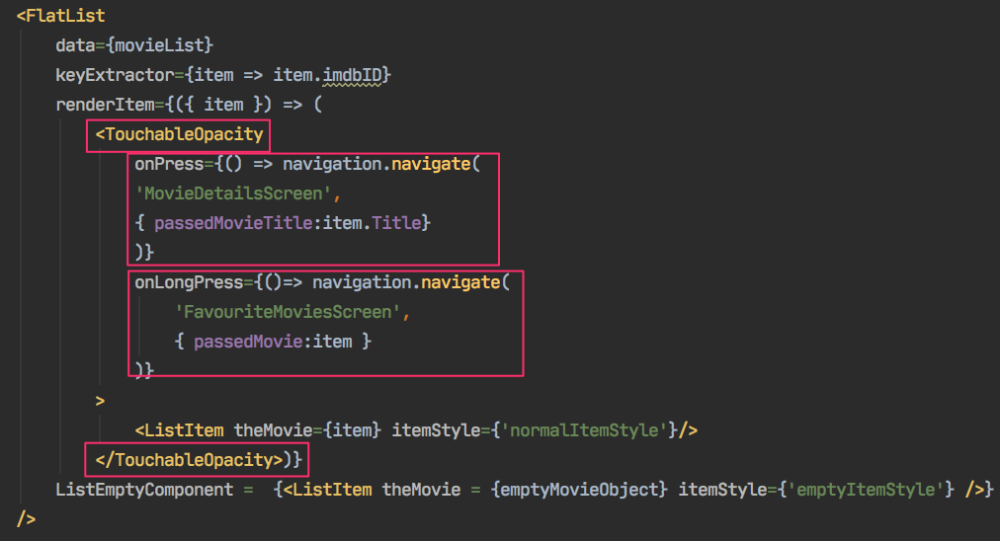 <FlatList
data={movieList}
keyExtractor={item => item.imdbID}
renderItem={({ item }) => (
<TouchableOpacity
onPress={() => navigation.navigate(
'MovieDetailsScreen',
{ passedMovieTitle:item.Title}
)}
onLongPress={()=> navigation.navigate(
'FavouriteMoviesScreen',
{ passedMovie:item }
)}
>
<ListItem theMovie={item} itemStyle={'normalItemStyle'}/>
</TouchableOpacity>)}
ListEmptyComponent =  {<ListItem theMovie = {emptyMovieObject} itemStyle={'emptyItemStyle'} />}
/>